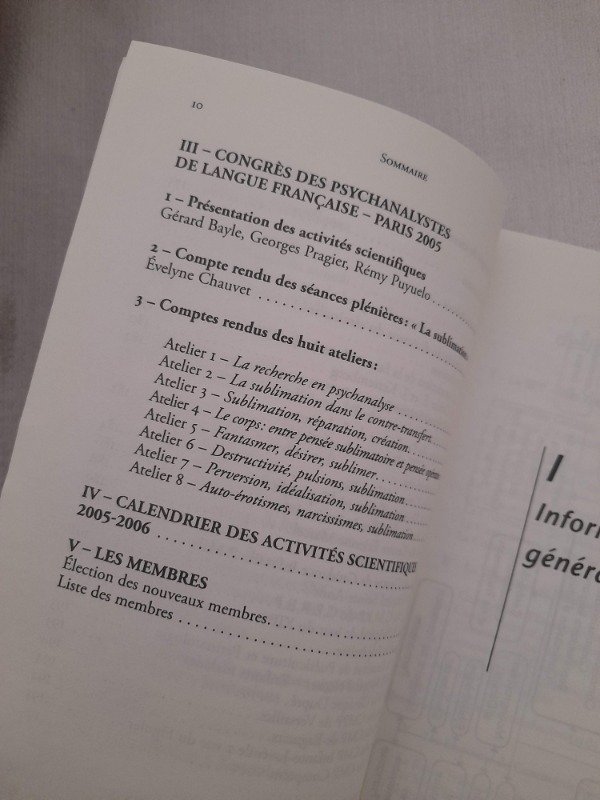 10
SOMMAIRE
III – CONGRÈS DES PSYCHANALYSTES
DE LANGUE FRANÇAISE – PARIS 2005
1 – Présentation des activités scientifiques
Gérard Bayle, Georges Pragier, Rémy Puyuelo
2 – Compte rendu des séances plénières : « La sublimation
Évelyne Chauvet
3 – Comptes rendus des huit ateliers :
Atelier 1 – La recherche en psychanalyse
Atelier 2 – La sublimation dans le contre-transfert
Atelier 3 – Sublimation, réparation, création
Atelier 4 – Le corps : entre pensée sublimatoire et pensée
Atelier 5 – Fantasmer, désirer, sublimer
Atelier 6 – Destructivité, pulsions, sublimation
Atelier 7 – Perversion, idéalisation, sublimation
Atelier 8 – Auto-érotismes, narcissismes, sublimation
IV – CALENDRIER DES ACTIVITÉS SCIENTIFIQU
2005-2006
V – LES MEMBRES
Élection des nouveaux membres
Liste des membres
I
Inform
généra